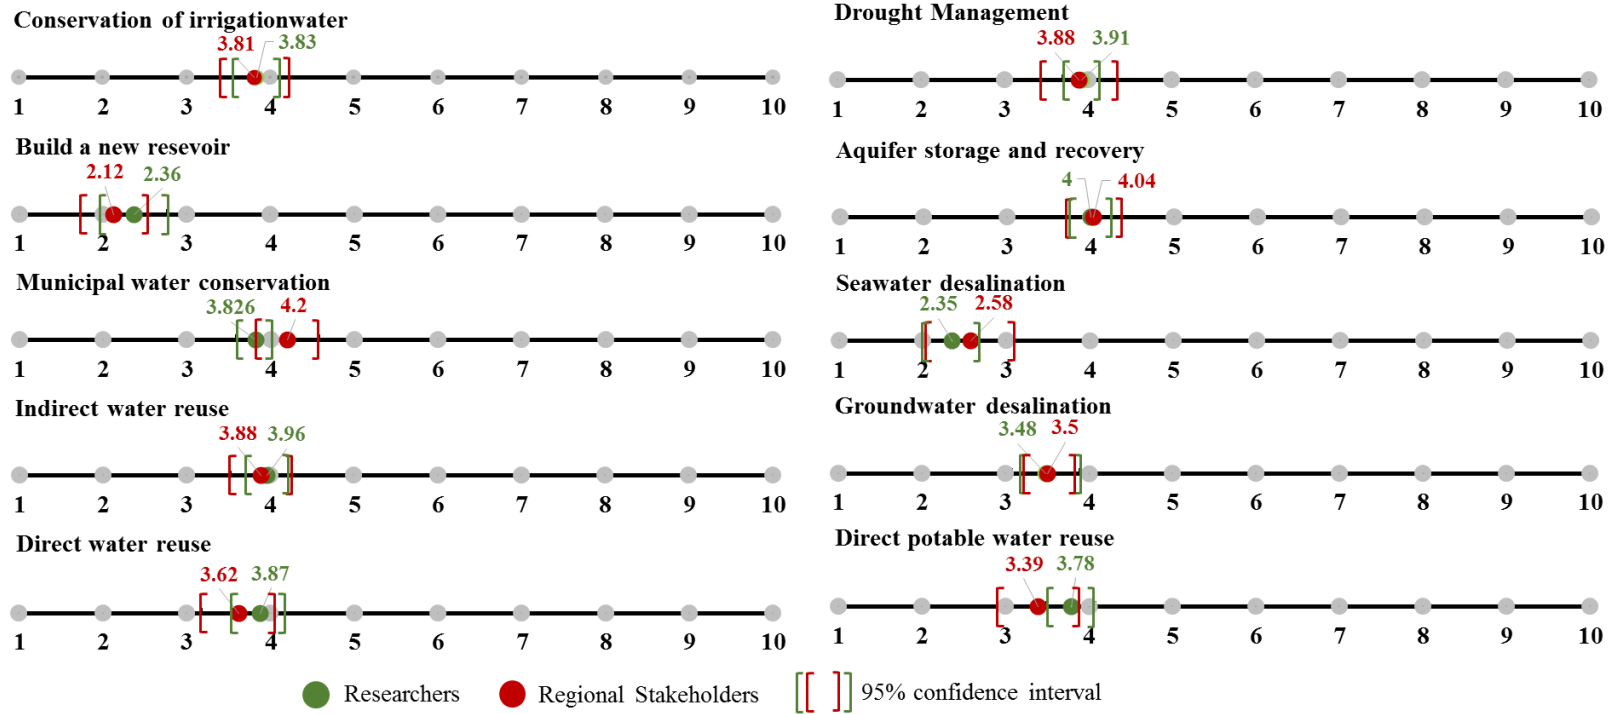 Conservation of irrigationwater
3.81 3.83
1 2 3 4 5 6 7 8 9 10
Build a new resevoir
2.12 2.36
1 2 3 4 5 6 7 8 9 10
Municipal water conservation
3.826 4.2
1 2 3 4 5 6 7 8 9 10
Indirect water reuse
3.88 3.96
1 2 3 4 5 6 7 8 9 10
Direct water reuse
3.62 3.87
1 2 3 4 5 6 7 8 9 10
Drought Management
3.88 3.91
1 2 3 4 5 6 7 8 9 10
Aquifer storage and recovery
4 4.04
1 2 3 4 5 6 7 8 9 10
Seawater desalination
2.35 2.58
1 2 3 4 5 6 7 8 9 10
Groundwater desalination
3.48 3.5
1 2 3 4 5 6 7 8 9 10
Direct potable water reuse
3.39 3.78
1 2 3 4 5 6 7 8 9 10
Researchers Regional Stakeholders 95% confidence interval